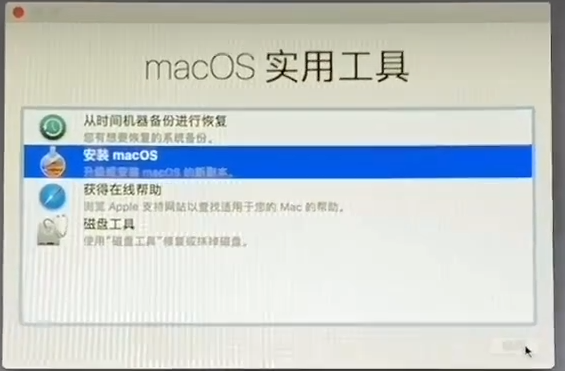 macOS 实用工具
从时间机器备份进行恢复
您有想要恢复的系统备份。
安装 macOS
升级或安装 macOS 的新副本。
获得在线帮助
浏览 Apple 支持网站以查找适用于您的 Mac 的帮助。
磁盘工具
使用“磁盘工具”修复或抹掉磁盘。